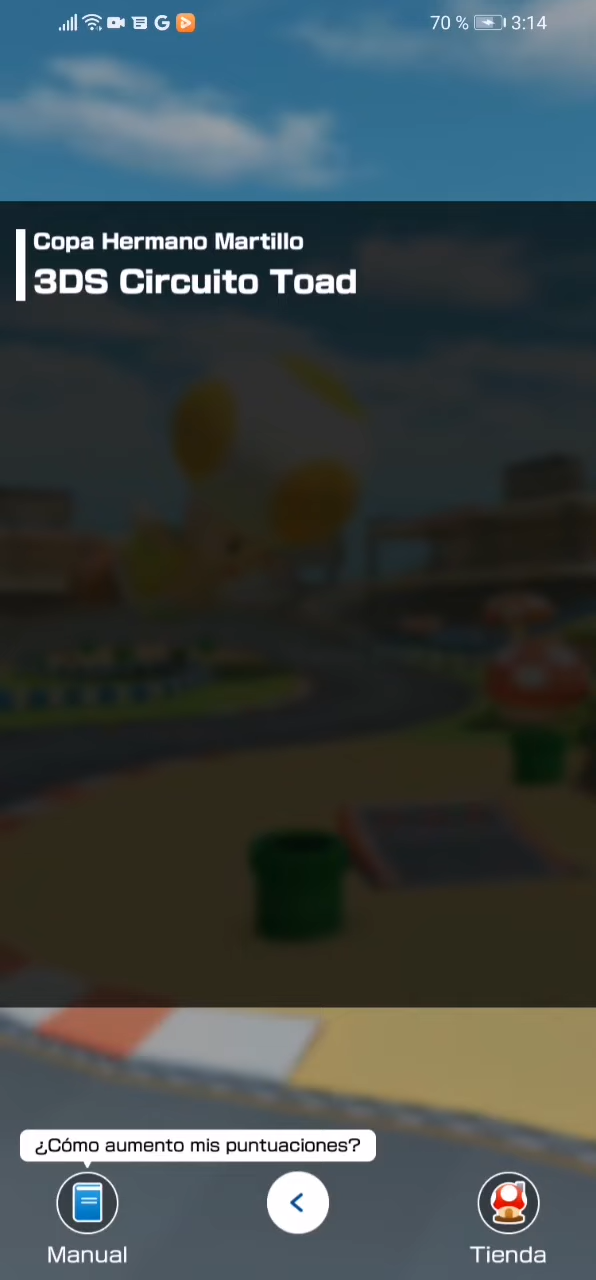 70 % 3:14
Copa Hermano Martillo
3DS Circuito Toad
¿Cómo aumento mis puntuaciones?
Manual
Tienda